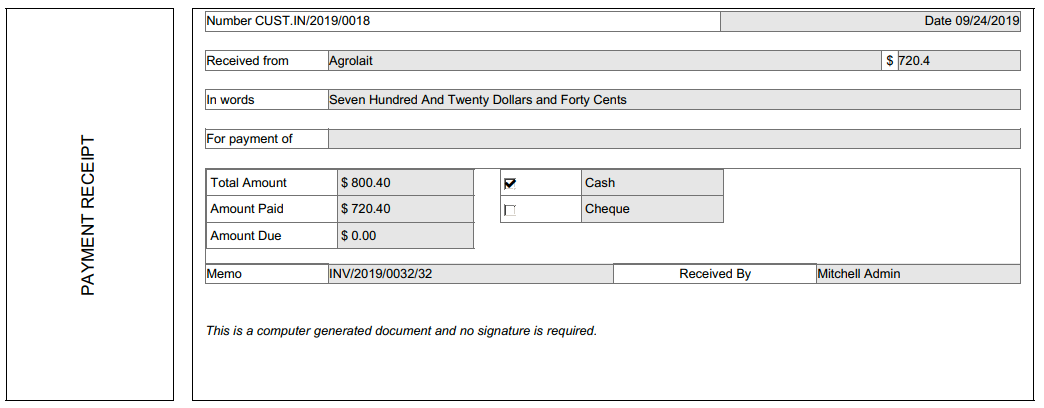 PAYMENT RECEIPT
Number CUST.IN/2019/0018 Date 09/24/2019
Received from Agrolait $ 720.4
In words Seven Hundred And Twenty Dollars and Forty Cents
For payment of
Total Amount $ 800.40 Cash
Amount Paid $ 720.40 Cheque
Amount Due $ 0.00
Memo INV/2019/0032/32 Received By Mitchell Admin
This is a computer generated document and no signature is required.